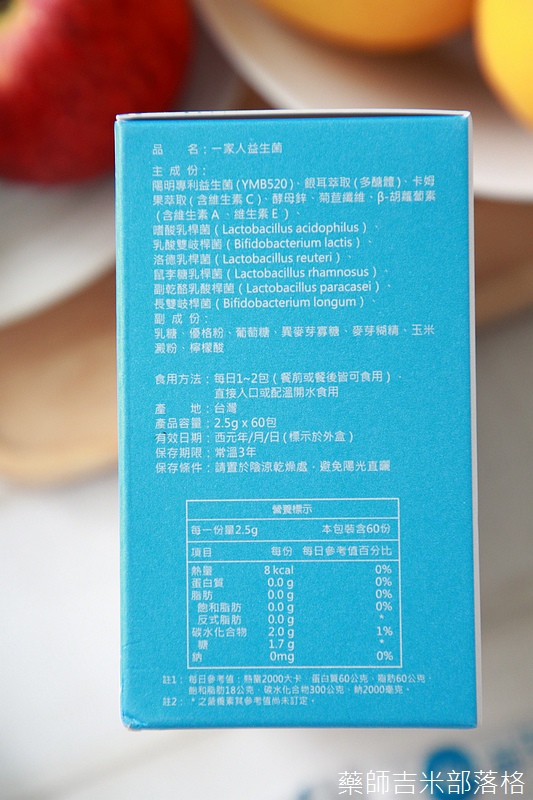 品　　名：一家人益生菌
主 成 份：
陽明專利益生菌(YMB520)、銀耳萃取(多醣體)、卡姆
果萃取(含維生素C)、酵母鋅、菊苣纖維、β-胡蘿蔔素
(含維生素A 、維生素E )、
嗜酸乳桿菌(Lactobacillus acidophilus)、
乳酸雙岐桿菌(Bifidobacterium lactis)、
洛德乳桿菌(Lactobacillus reuteri)、
鼠李糖乳桿菌(Lactobacillus rhamnosus)、
副乾酪乳酸桿菌(Lactobacillus paracasei)、
長雙岐桿菌(Bifidobacterium longum)、
副 成 份：
乳糖、優格粉、葡萄糖、異麥芽寡糖、麥芽糊精、玉米
澱粉、檸檬酸
食用方法：每日1~2包(餐前或餐後皆可食用)、
直接入口或配溫開水食用
產　　地：台灣
產品容量：2.5g x 60包
有效日期：西元年/月/日(標示於外盒)
保存期限：常溫3年
保存條件：請置於陰涼乾燥處，避免陽光直曬
營養標示
每一份量2.5g　本包裝含60份
項目　每份　每日參考值百分比
熱量　8 kcal　0%
蛋白質　0.0 g　0%
脂肪　0.0 g　0%
飽和脂肪　0.0 g　0%
反式脂肪　0.0 g　*
碳水化合物　2.0 g　1%
糖　1.7 g　*
鈉　0mg　0%
註1： 每日參考值：熱量2000大卡　蛋白質60公克、脂肪60公克、
飽和脂肪18公克、碳水化合物300公克、鈉2000毫克。
註2： *之營養素其參考值尚未訂定。
藥師吉米部落格